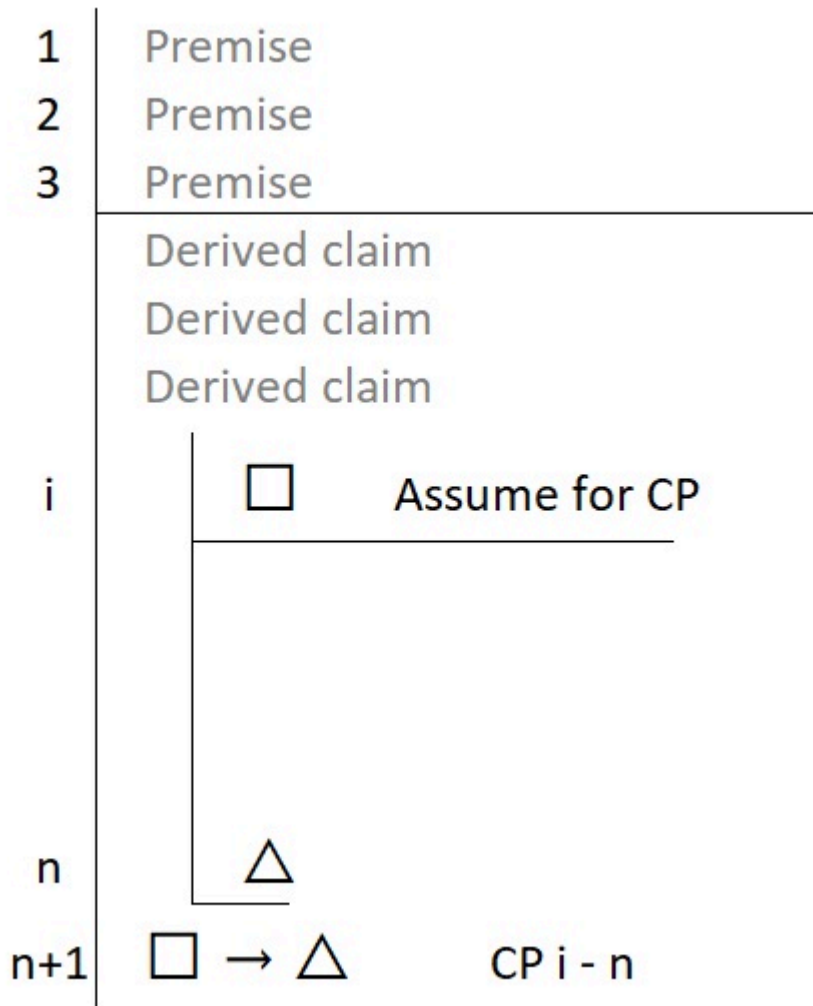 1 Premise
2 Premise
3 Premise
Derived claim
Derived claim
Derived claim
i □ Assume for CP
n △
n+1 □ → △ CP i - n